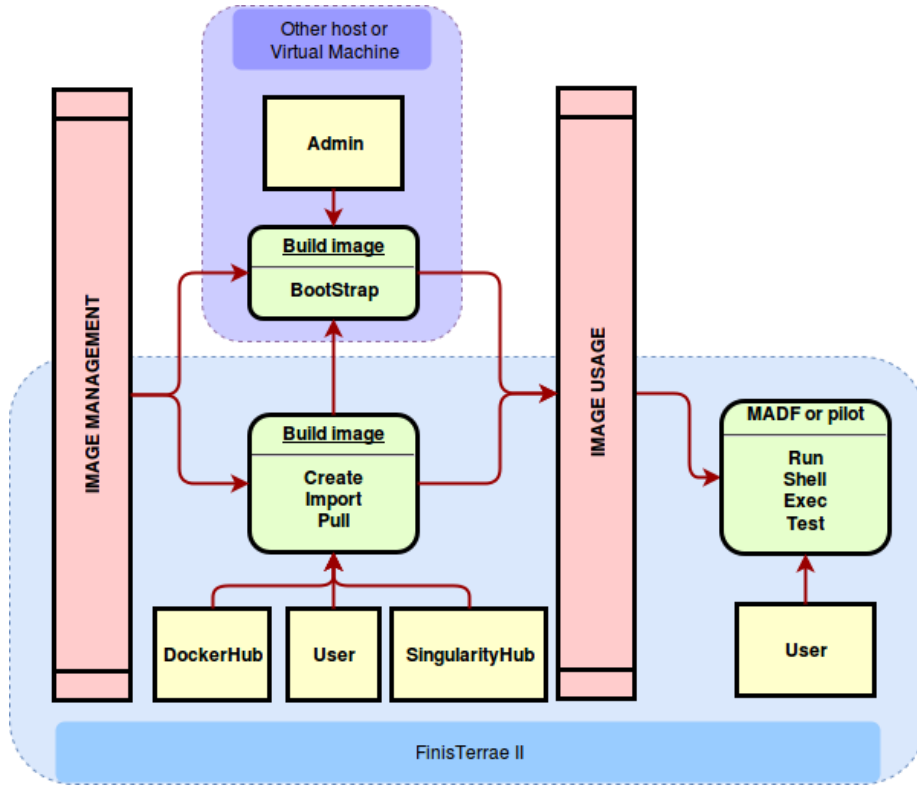 Other host or
Virtual Machine
Admin
Build image
BootStrap
IMAGE MANAGEMENT
IMAGE USAGE
Build image
Create
Import
Pull
MADF or pilot
Run
Shell
Exec
Test
DockerHub
User
SingularityHub
User
FinisTerrae II